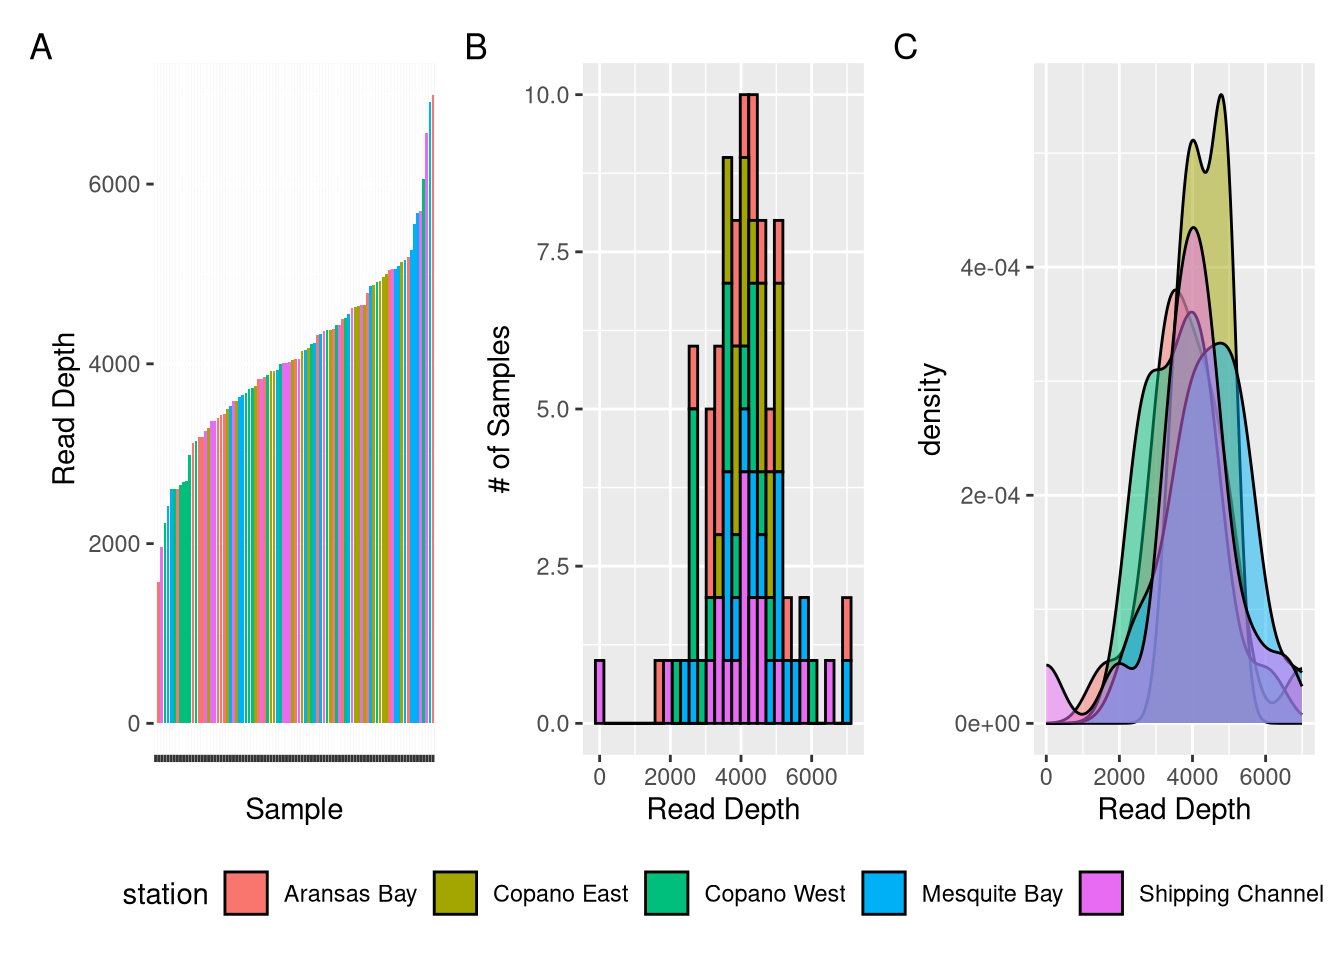 A
B
C
Read Depth
6000
4000
2000
0
Sample
# of Samples
10.0
7.5
5.0
2.5
0.0
0 2000 4000 6000
Read Depth
density
4e-04
2e-04
0e+00
0 2000 4000 6000
Read Depth
station Aransas Bay Copano East Copano West Mesquite Bay Shipping Channel